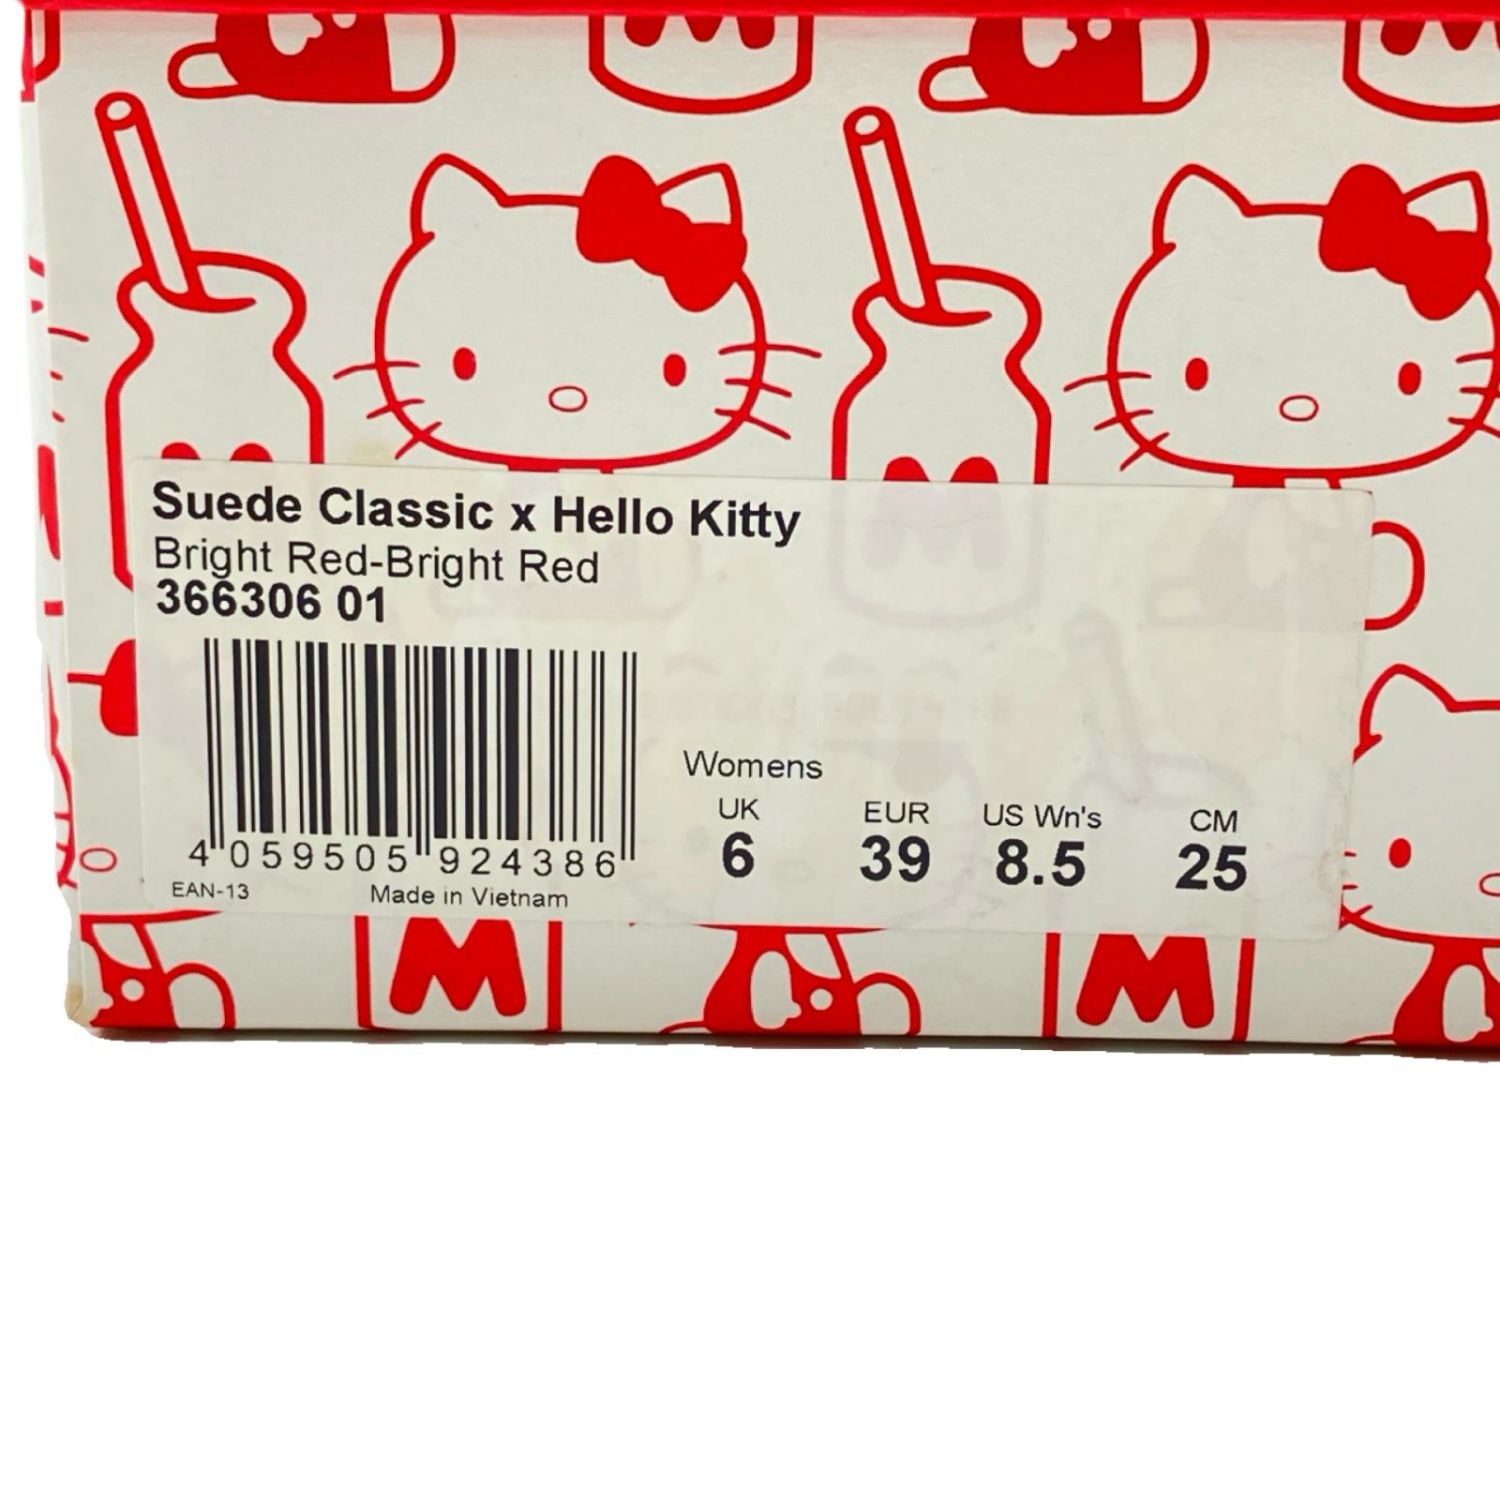 M
M
M M
Suede Classic x Hello Kitty
Bright Red-Bright Red
366306 01
4 059505 924386
EAN-13
Made in Vietnam
Womens
UK EUR US Wn's CM
6 39 8.5 25
M M